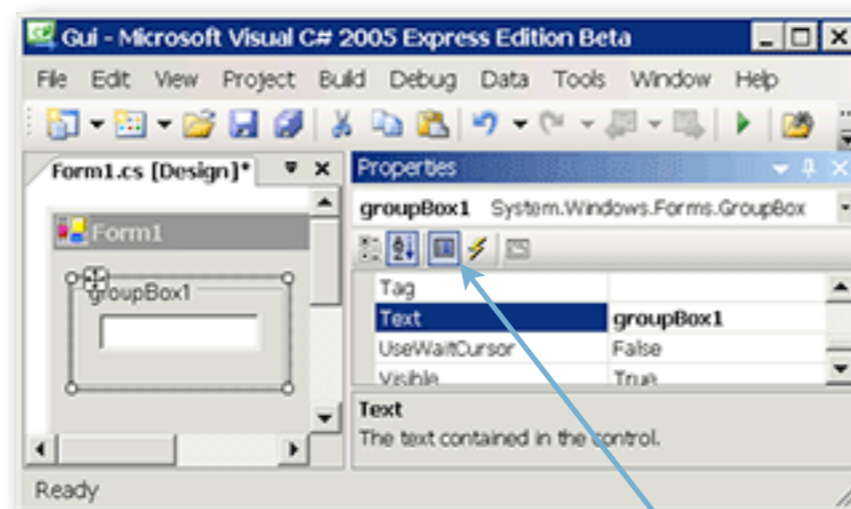 Gui - Microsoft Visual C# 2005 Express Edition Beta
File Edit View Project Build Debug Data Tools Window Help
Form1.cs [Design]*
Properties
groupBox1 System.Windows.Forms.GroupBox
Form1
groupBox1
Tag
Text groupBox1
UseWaitCursor False
Visible True
Text
The text contained in the control.
Ready